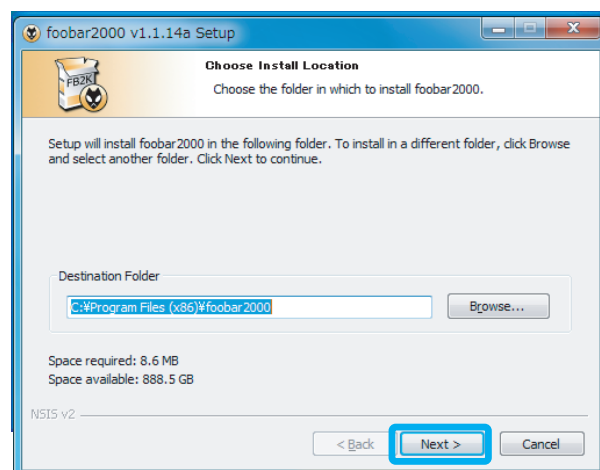 foobar2000 v1.1.14a Setup
FB2K
Choose Install Location
Choose the folder in which to install foobar2000.
Setup will install foobar2000 in the following folder. To install in a different folder, click Browse
and select another folder. Click Next to continue.
Destination Folder
C:¥Program Files (x86)¥foobar2000
Browse...
Space required: 8.6 MB
Space available: 888.5 GB
NSIS v2
< Back
Next >
Cancel